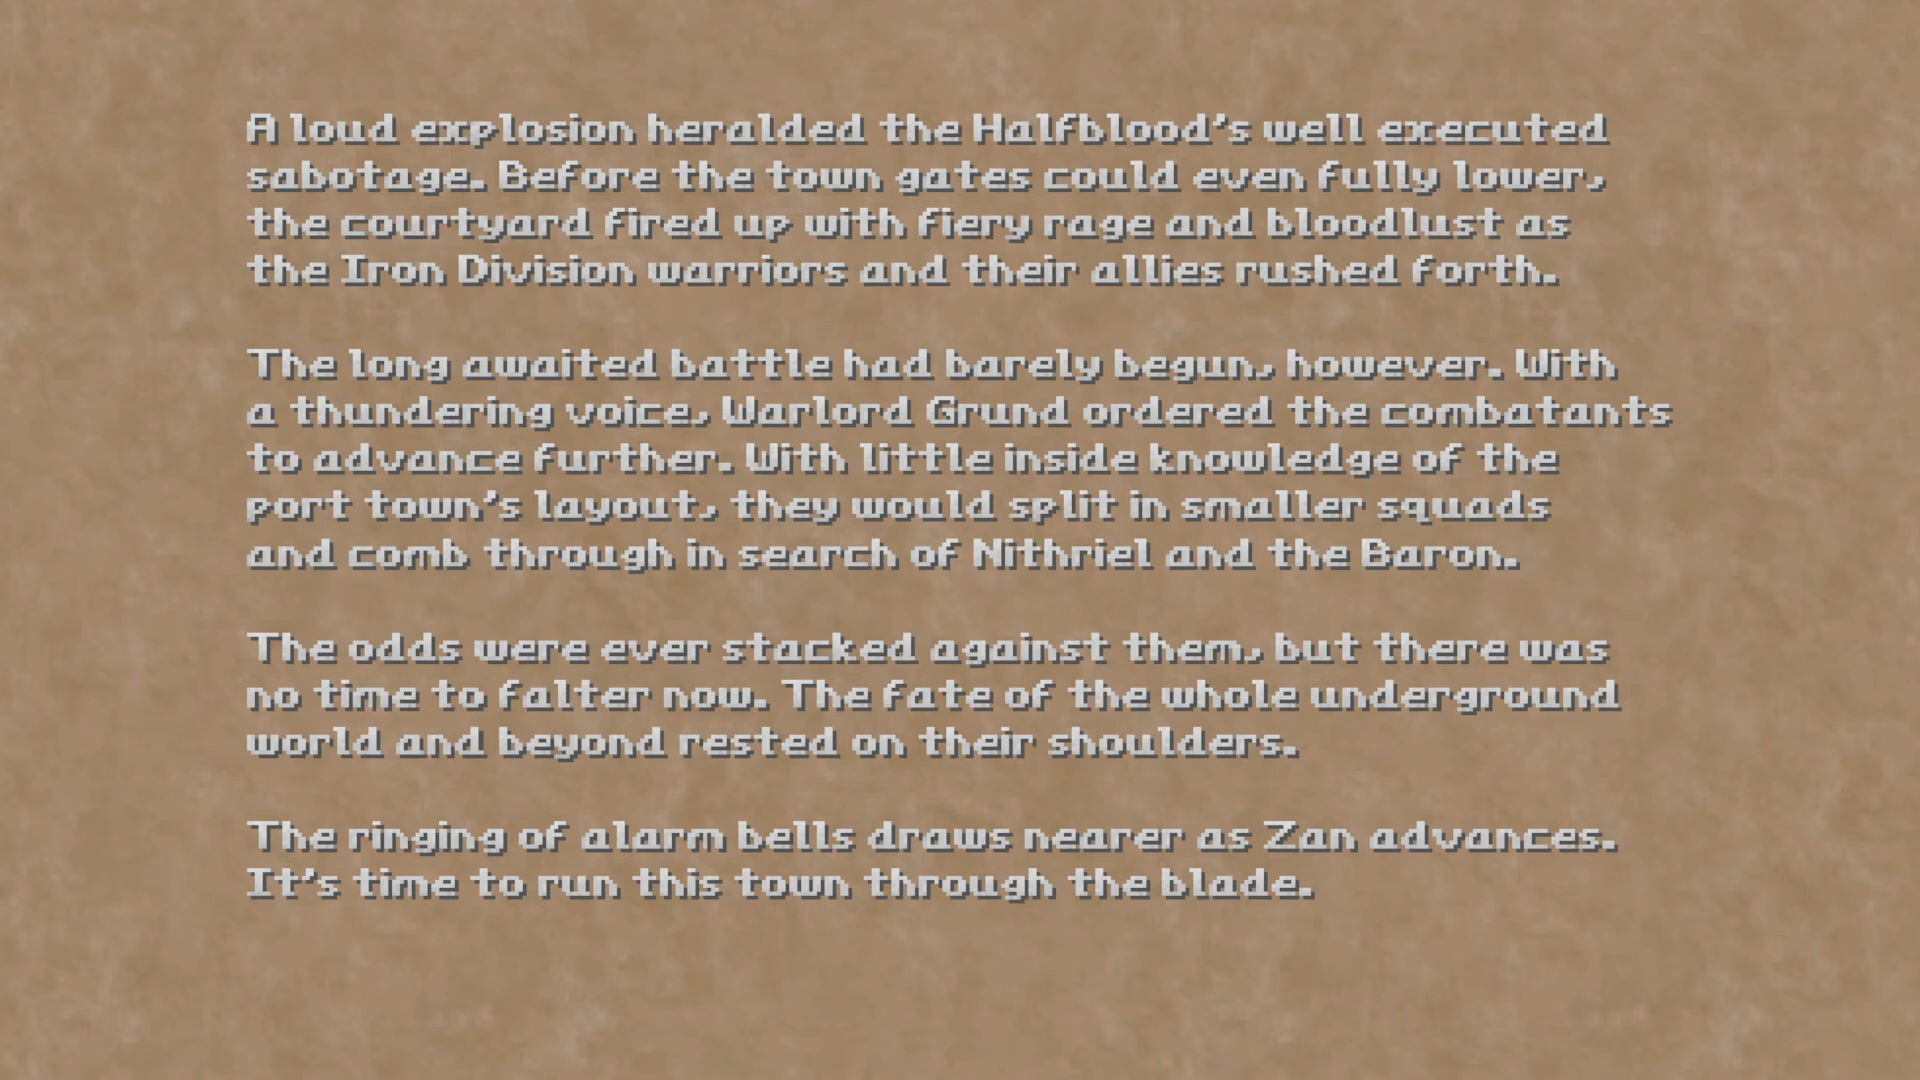 A loud explosion heralded the Halfblood's well executed
sabotage. Before the town gates could even fully lower,
the courtyard fired up with fiery rage and bloodlust as
the Iron Division warriors and their allies rushed forth.
The long awaited battle had barely begun, however. With
a thundering voice, Warlord Grund ordered the combatants
to advance further. With little inside knowledge of the
port town's layout, they would split in smaller squads
and comb through in search of Nithriel and the Baron.
The odds were ever stacked against them, but there was
no time to falter now. The fate of the whole underground
world and beyond rested on their shoulders.
The ringing of alarm bells draws nearer as Zan advances.
It's time to run this town through the blade.